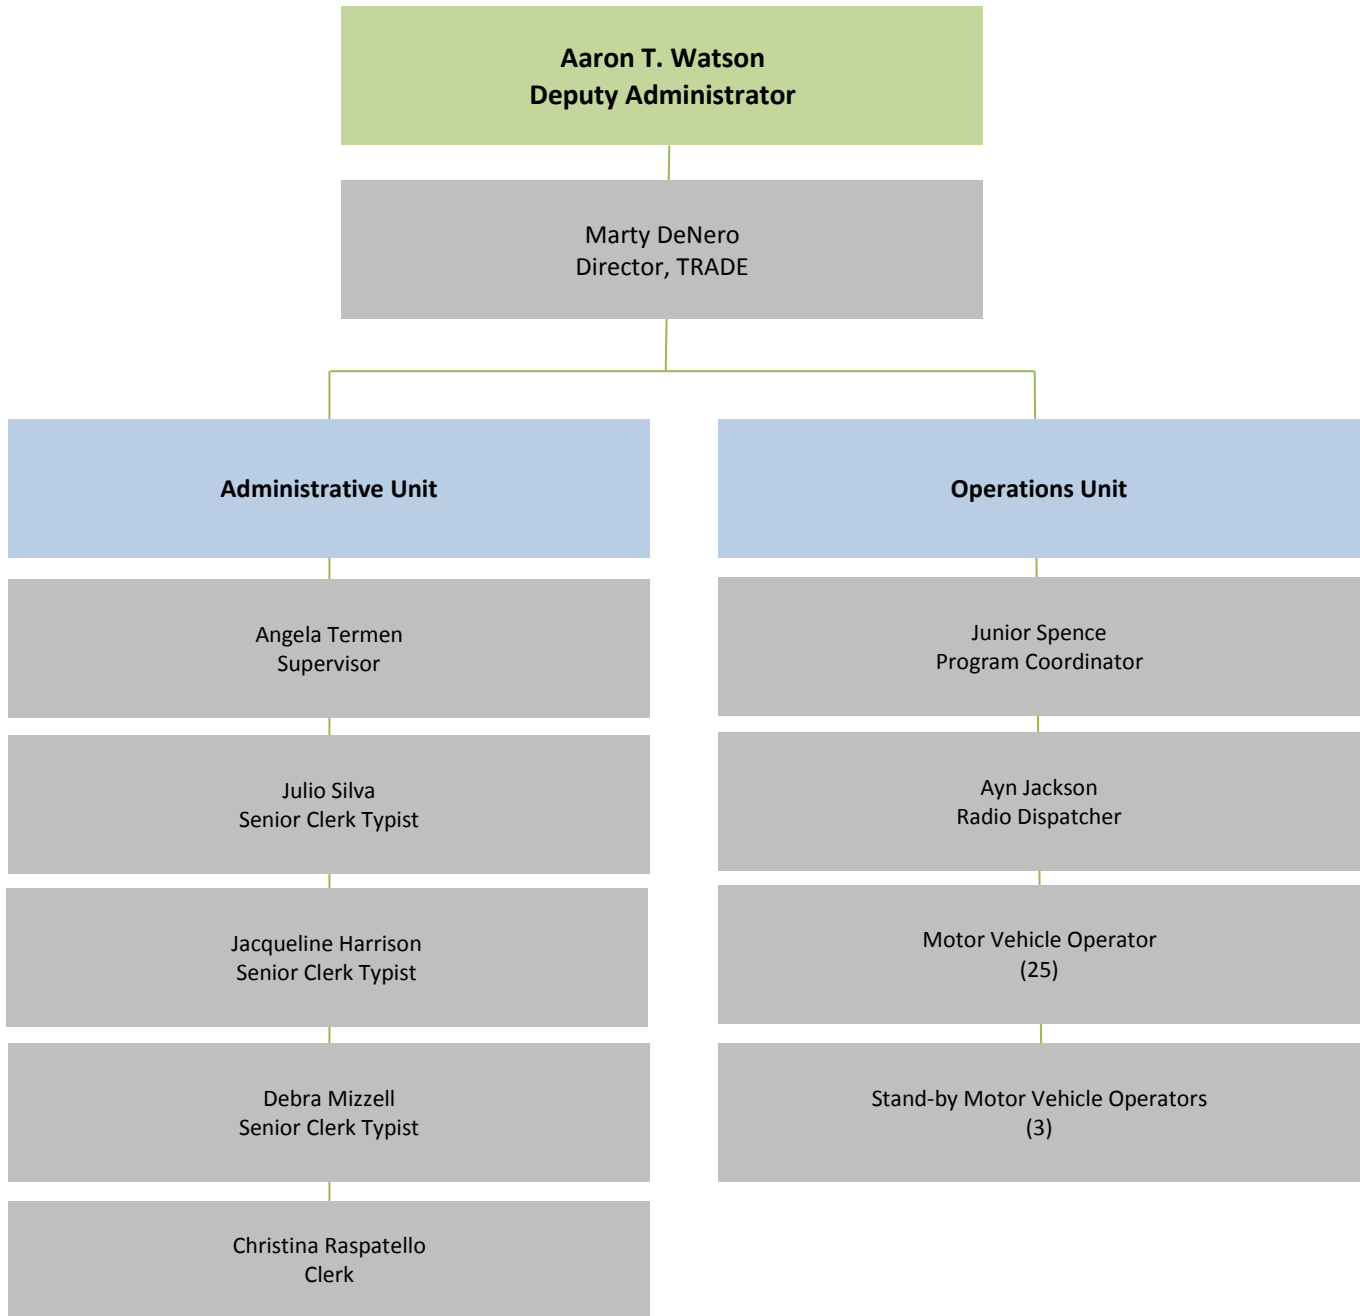 Aaron T. Watson
Deputy Administrator
Marty DeNero
Director, TRADE
Administrative Unit
Angela Termen
Supervisor
Julio Silva
Senior Clerk Typist
Jacqueline Harrison
Senior Clerk Typist
Debra Mizzell
Senior Clerk Typist
Christina Raspatello
Clerk
Operations Unit
Junior Spence
Program Coordinator
Ayn Jackson
Radio Dispatcher
Motor Vehicle Operator
(25)
Stand-by Motor Vehicle Operators
(3)